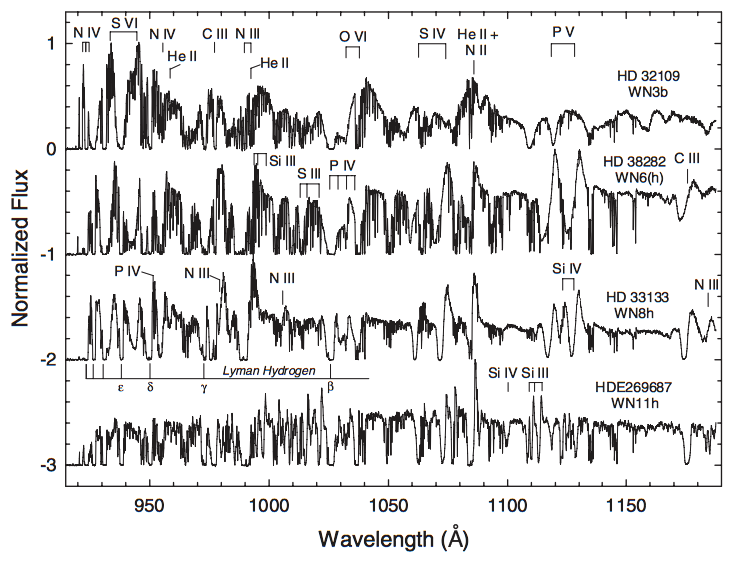 S VI
N IV
N IV
C III
N III
O VI
S IV
He II +
N II
P V
He II
He II
HD 32109
WN3b
1
0
Si III
S III
P IV
HD 38282
WN6(h)
C III
-1
P IV
N III
N III
Si IV
N III
HD 33133
WN8h
-2
Lyman Hydrogen
ε
δ
γ
β
Si IV
Si III
HDE269687
WN11h
-3
Normalized Flux
950
1000
1050
1100
1150
Wavelength (Å)